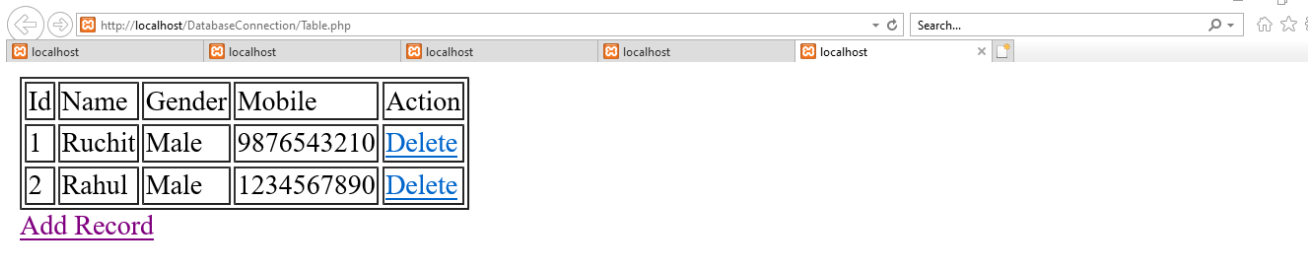 http://localhost/DatabaseConnection/Table.php Search...
localhost localhost localhost localhost localhost
Id Name Gender Mobile Action
1 Ruchit Male 9876543210 Delete
2 Rahul Male 1234567890 Delete
Add Record